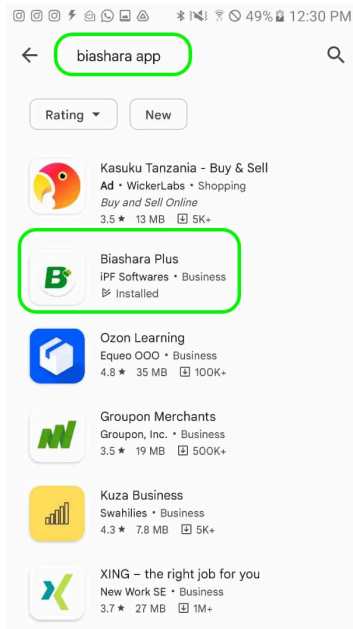 49% 12:30 PM
biashara app
Rating
New
Kasuku Tanzania - Buy & Sell
Ad • WickerLabs • Shopping
Buy and Sell Online
3.5 ★ 13 MB 5K+
Biashara Plus
iPF Softwares • Business
Installed
Ozon Learning
Equeo OOO • Business
4.8 ★ 35 MB 100K+
Groupon Merchants
Groupon, Inc. • Business
3.5 ★ 19 MB 500K+
Kuza Business
Swahilies • Business
4.3 ★ 7.8 MB 5K+
XING – the right job for you
New Work SE • Business
3.7 ★ 27 MB 1M+